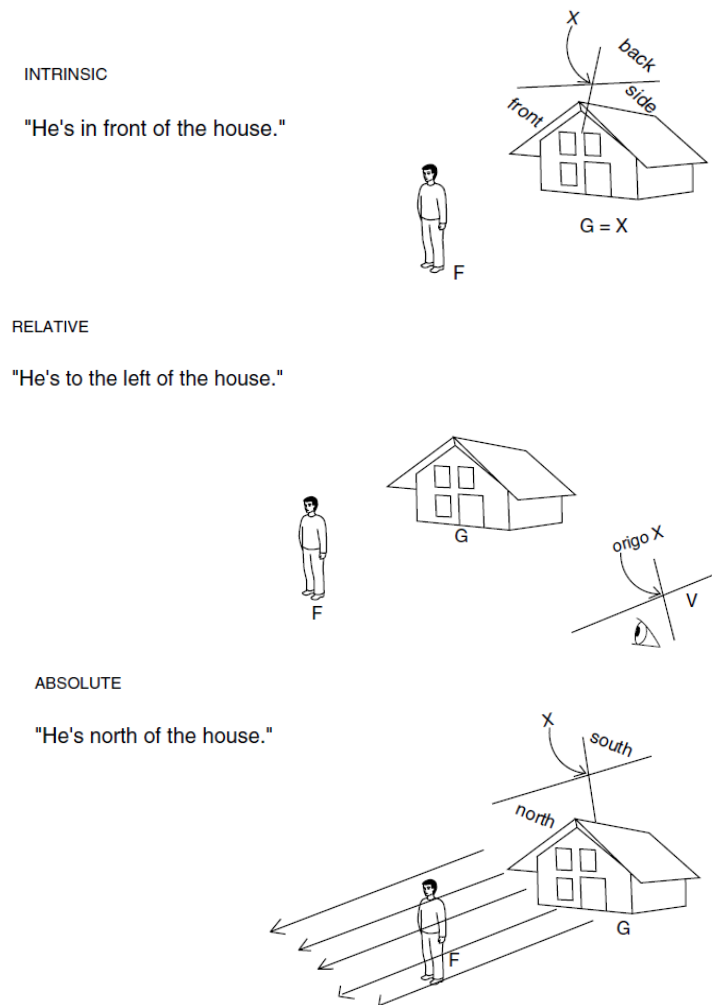 INTRINSIC
"He's in front of the house."
X
back
side
front
G = X
F
RELATIVE
"He's to the left of the house."
G
F
origo X
V
ABSOLUTE
"He's north of the house."
X
south
north
G
F